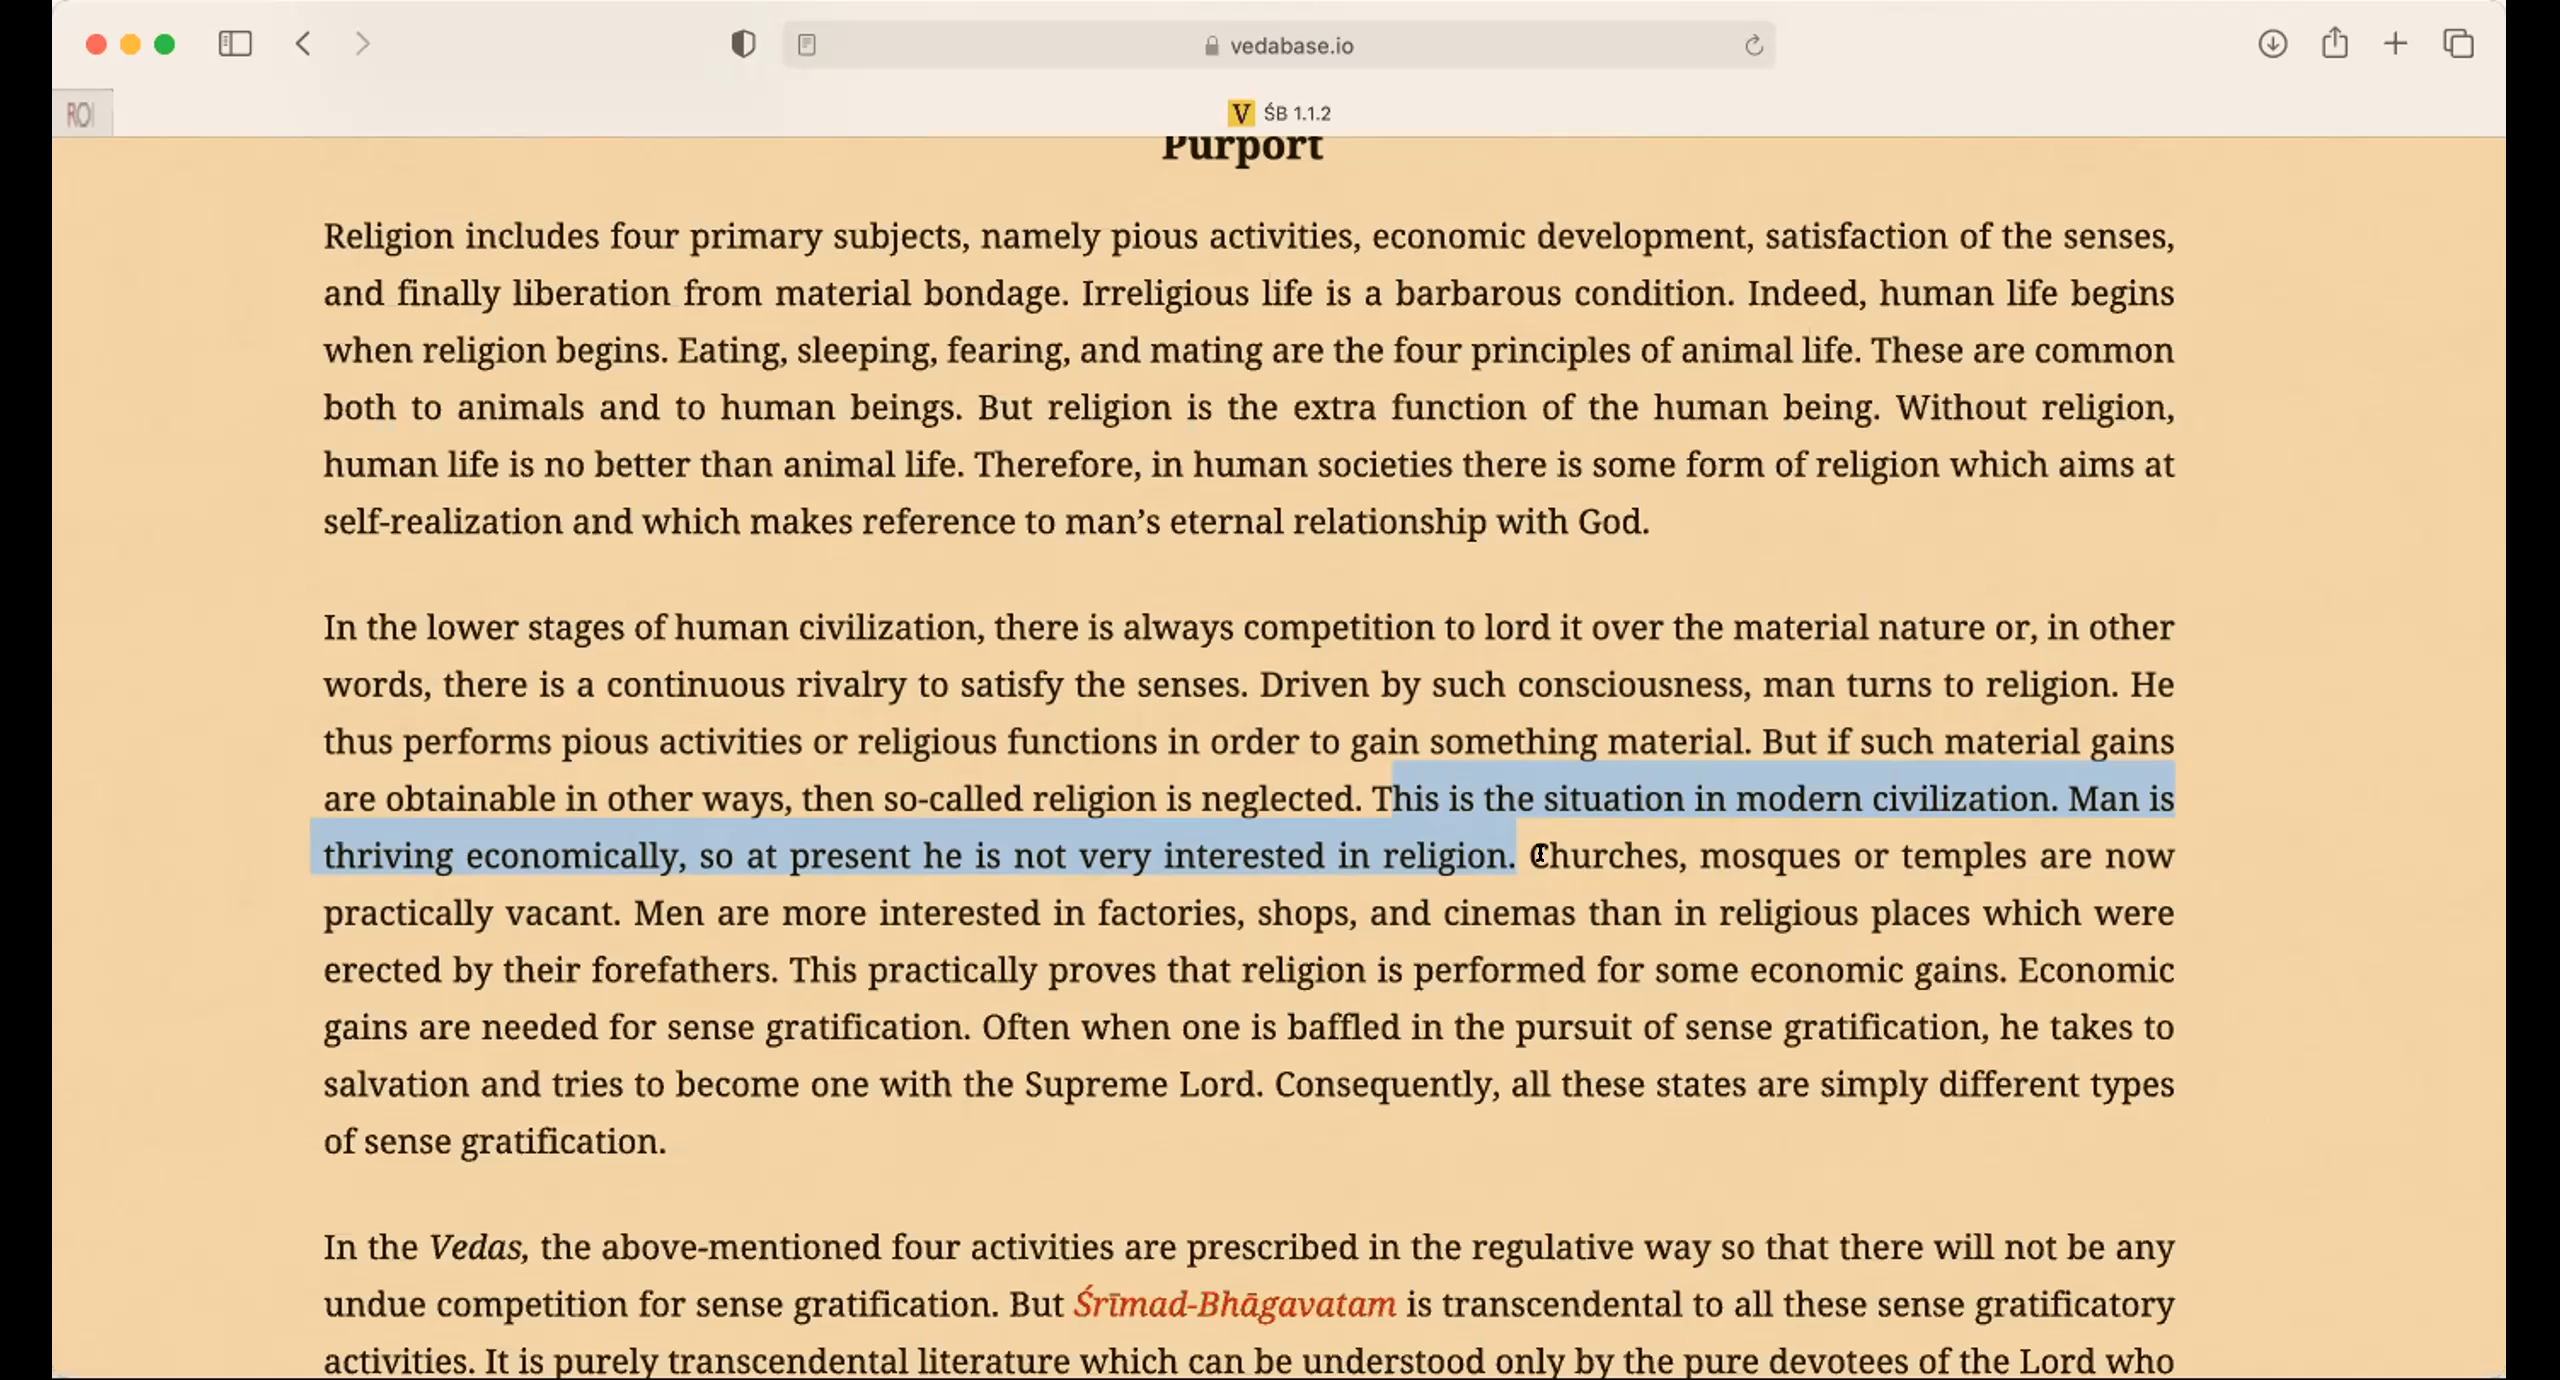 vedabase.io
ROI
V ŚB 1.1.2
Purport
Religion includes four primary subjects, namely pious activities, economic development, satisfaction of the senses,
and finally liberation from material bondage. Irreligious life is a barbarous condition. Indeed, human life begins
when religion begins. Eating, sleeping, fearing, and mating are the four principles of animal life. These are common
both to animals and to human beings. But religion is the extra function of the human being. Without religion,
human life is no better than animal life. Therefore, in human societies there is some form of religion which aims at
self-realization and which makes reference to man’s eternal relationship with God.
In the lower stages of human civilization, there is always competition to lord it over the material nature or, in other
words, there is a continuous rivalry to satisfy the senses. Driven by such consciousness, man turns to religion. He
thus performs pious activities or religious functions in order to gain something material. But if such material gains
are obtainable in other ways, then so-called religion is neglected. This is the situation in modern civilization. Man is
thriving economically, so at present he is not very interested in religion. Churches, mosques or temples are now
practically vacant. Men are more interested in factories, shops, and cinemas than in religious places which were
erected by their forefathers. This practically proves that religion is performed for some economic gains. Economic
gains are needed for sense gratification. Often when one is baffled in the pursuit of sense gratification, he takes to
salvation and tries to become one with the Supreme Lord. Consequently, all these states are simply different types
of sense gratification.
In the Vedas, the above-mentioned four activities are prescribed in the regulative way so that there will not be any
undue competition for sense gratification. But Śrīmad-Bhāgavatam is transcendental to all these sense gratificatory
activities. It is purely transcendental literature which can be understood only by the pure devotees of the Lord who